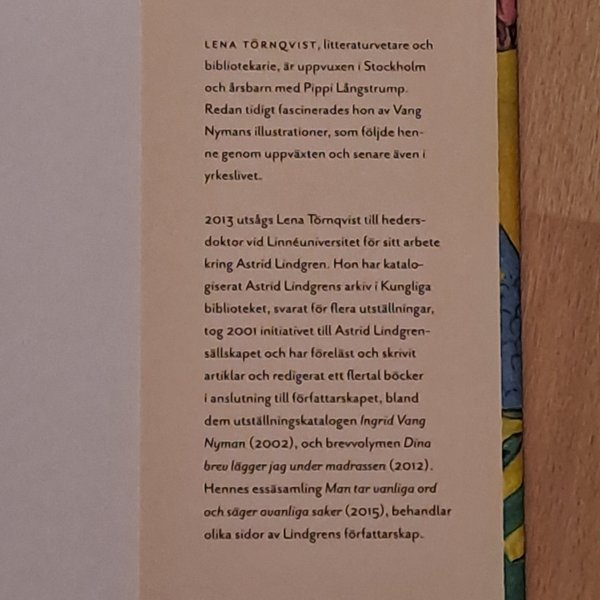 LENA TÖRNQVIST, litteraturvetare och
bibliotekarie, är uppvuxen i Stockholm
och årsbarn med Pippi Långstrump.
Redan tidigt fascinerades hon av Vang
Nymans illustrationer, som följde hen-
ne genom uppväxten och senare även i
yrkeslivet.
2013 utsågs Lena Törnqvist till heders-
doktor vid Linnéuniversitet för sitt arbete
kring Astrid Lindgren. Hon har katalo-
giserat Astrid Lindgrens arkiv i Kungliga
biblioteket, svarat för flera utställningar,
tog 2001 initiativet till Astrid Lindgren-
sällskapet och har föreläst och skrivit
artiklar och redigerat ett flertal böcker
i anslutning till författarskapet, bland
dem utställningskatalogen Ingrid Vang
Nyman (2002), och brevvolymen Dina
brev lägger jag under madrassen (2012).
Hennes essäsamling Man tar vanliga ord
och säger ovanliga saker (2015), behandlar
olika sidor av Lindgrens författarskap.